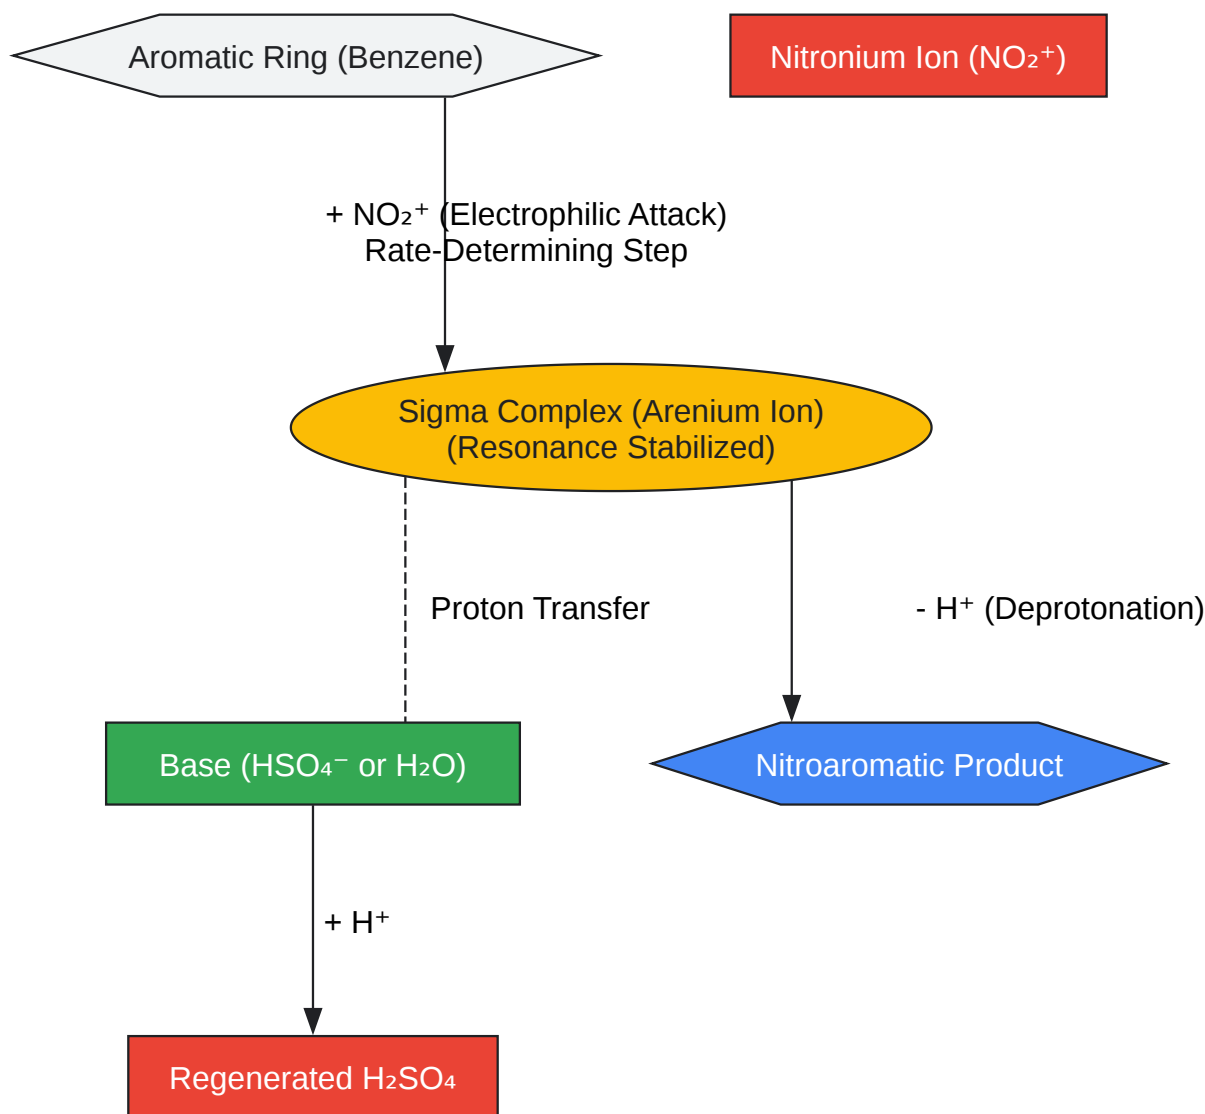 Aromatic Ring (Benzene)
Nitronium Ion (NO₂⁺)
+ NO₂⁺ (Electrophilic Attack)
Rate-Determining Step
Sigma Complex (Arenium Ion)
(Resonance Stabilized)
Proton Transfer
- H⁺ (Deprotonation)
Base (HSO₄⁻ or H₂O)
Nitroaromatic Product
+ H⁺
Regenerated H₂SO₄